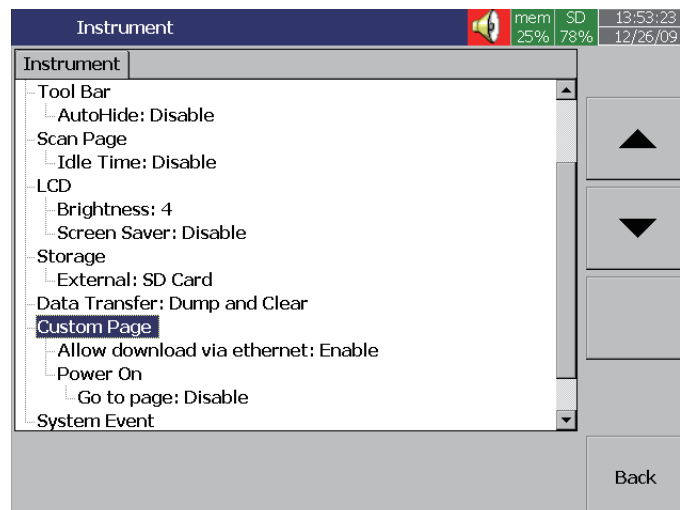 Instrument
mem SD 13:53:23
25% 78% 12/26/09
Instrument
Tool Bar
AutoHide: Disable
Scan Page
Idle Time: Disable
LCD
Brightness: 4
Screen Saver: Disable
Storage
External: SD Card
Data Transfer: Dump and Clear
Custom Page
Allow download via ethernet: Enable
Power On
Go to page: Disable
System Event
Back